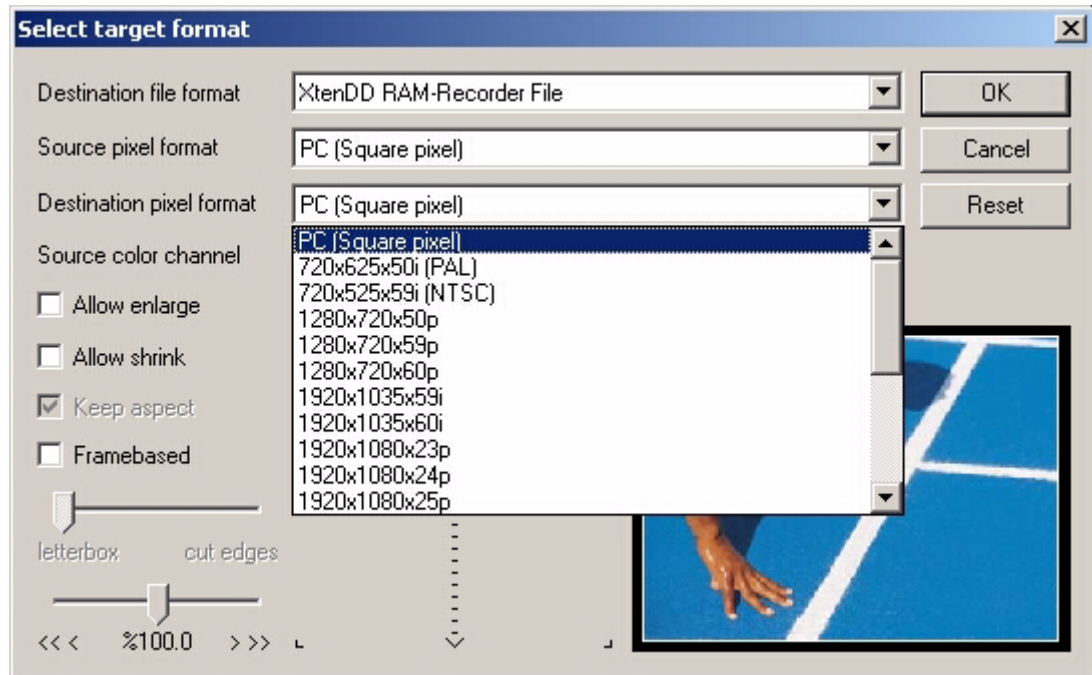 Select target format
Destination file format
XtenDD RAM-Recorder File
OK
Source pixel format
PC (Square pixel)
Cancel
Destination pixel format
PC (Square pixel)
Reset
Source color channel
PC (Square pixel)
720x625x50i (PAL)
720x525x59i (NTSC)
1280x720x50p
1280x720x59p
1280x720x60p
1920x1035x59i
1920x1035x60i
1920x1080x23p
1920x1080x24p
1920x1080x25p
Allow enlarge
Allow shrink
Keep aspect
Framebased
letterbox
cut edges
<< <
%100.0
> >>